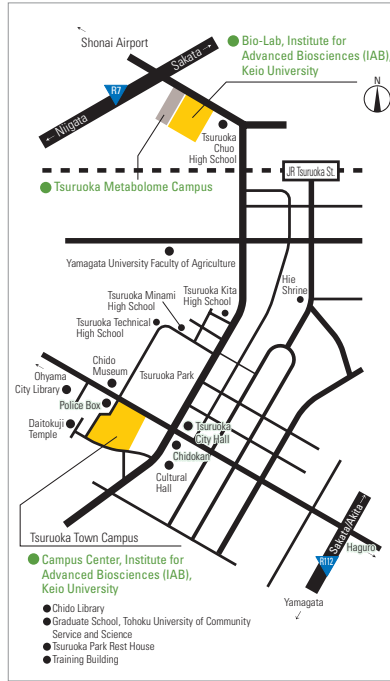 Shonai Airport
Sakata→
R7
←Niigata
Bio-Lab, Institute for
Advanced Biosciences (IAB),
Keio University
N
Tsuruoka
Chuo
High School
JR Tsuruoka St.
Tsuruoka Metabolome Campus
Yamagata University Faculty of Agriculture
Hie
Shrine
Tsuruoka Kita
High School
Tsuruoka Minami
High School
Tsuruoka Technical
High School
Chido
Museum
Tsuruoka Park
Ohyama
City Library
Police Box
Daitokuji
Temple
Tsuruoka
City Hall
Chidokan
Cultural
Hall
Sakata/Akita→
Haguro
R112
Yamagata
Tsuruoka Town Campus
Campus Center, Institute for
Advanced Biosciences (IAB),
Keio University
●Chido Library
●Graduate School, Tohoku University of Community
Service and Science
●Tsuruoka Park Rest House
●Training Building